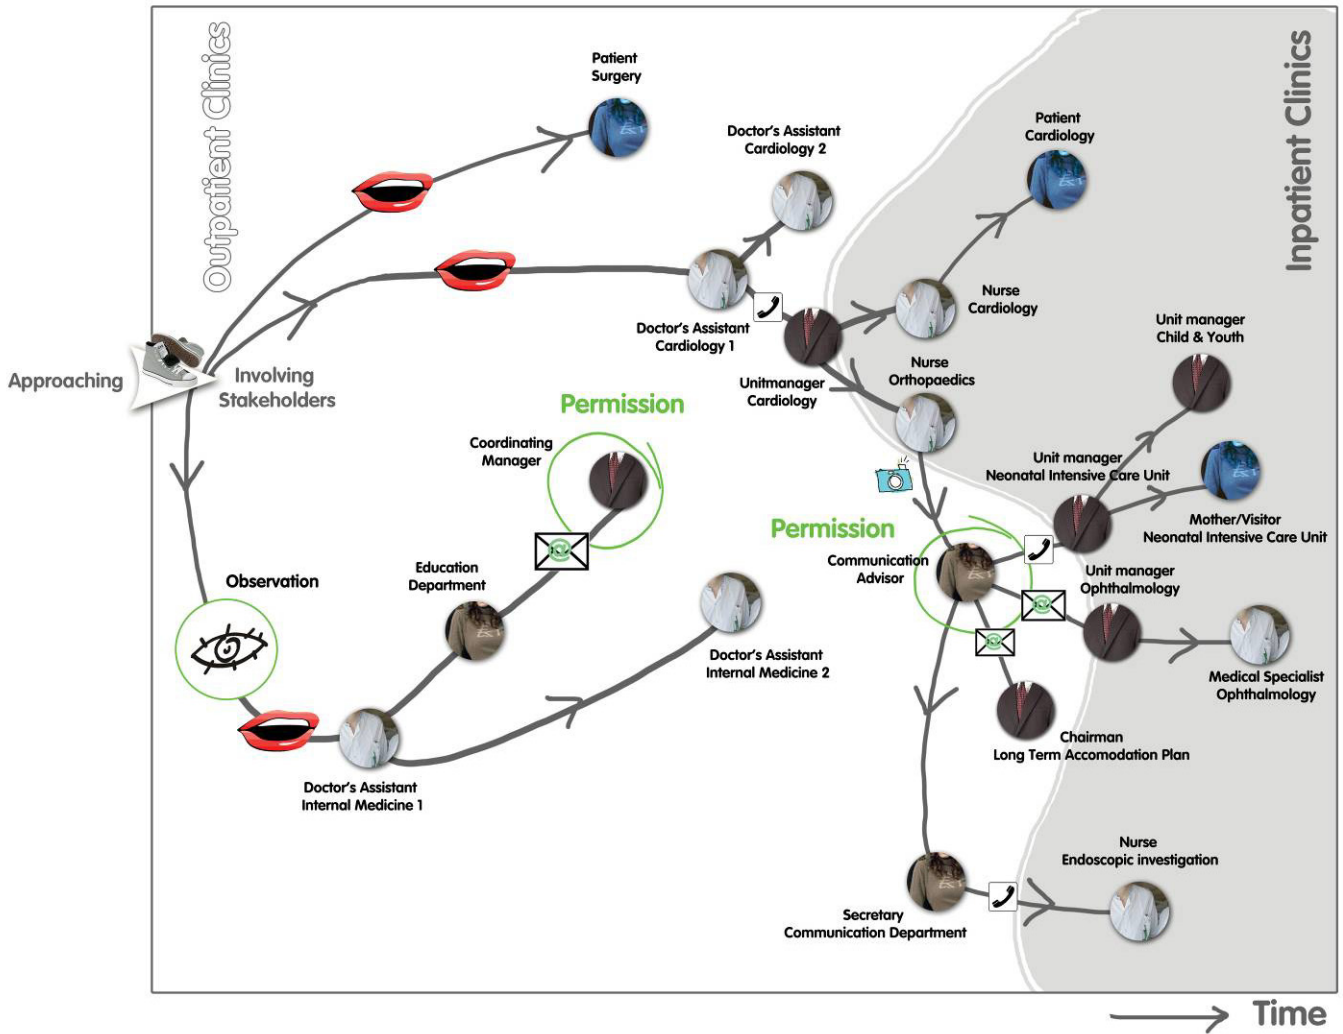 Outpatient Clinics
Inpatient Clinics
Patient
Surgery
Doctor's Assistant
Cardiology 2
Patient
Cardiology
Nurse
Cardiology
Doctor's Assistant
Cardiology 1
Unitmanager
Cardiology
Nurse
Orthopaedics
Unit manager
Child & Youth
Approaching
Involving
Stakeholders
Permission
Coordinating
Manager
Unit manager
Neonatal Intensive Care Unit
Mother/Visitor
Neonatal Intensive Care Unit
Permission
Communication
Advisor
Observation
Education
Department
@
Unit manager
Ophthalmology
@
@
Doctor's Assistant
Internal Medicine 2
Medical Specialist
Ophthalmology
Chairman
Long Term Accomodation Plan
Doctor's Assistant
Internal Medicine 1
Nurse
Endoscopic investigation
Secretary
Communication Department
Time